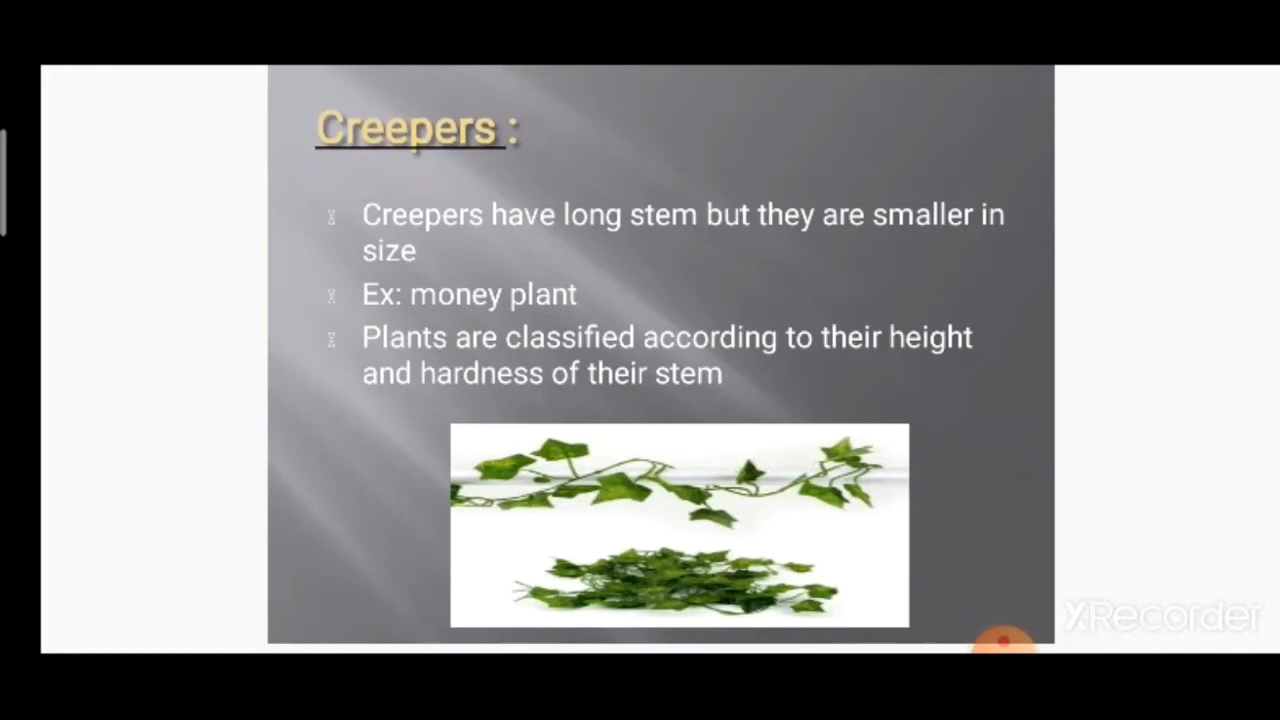 Creepers :
Creepers have long stem but they are smaller in
size
Ex: money plant
Plants are classified according to their height
and hardness of their stem
XRecorder